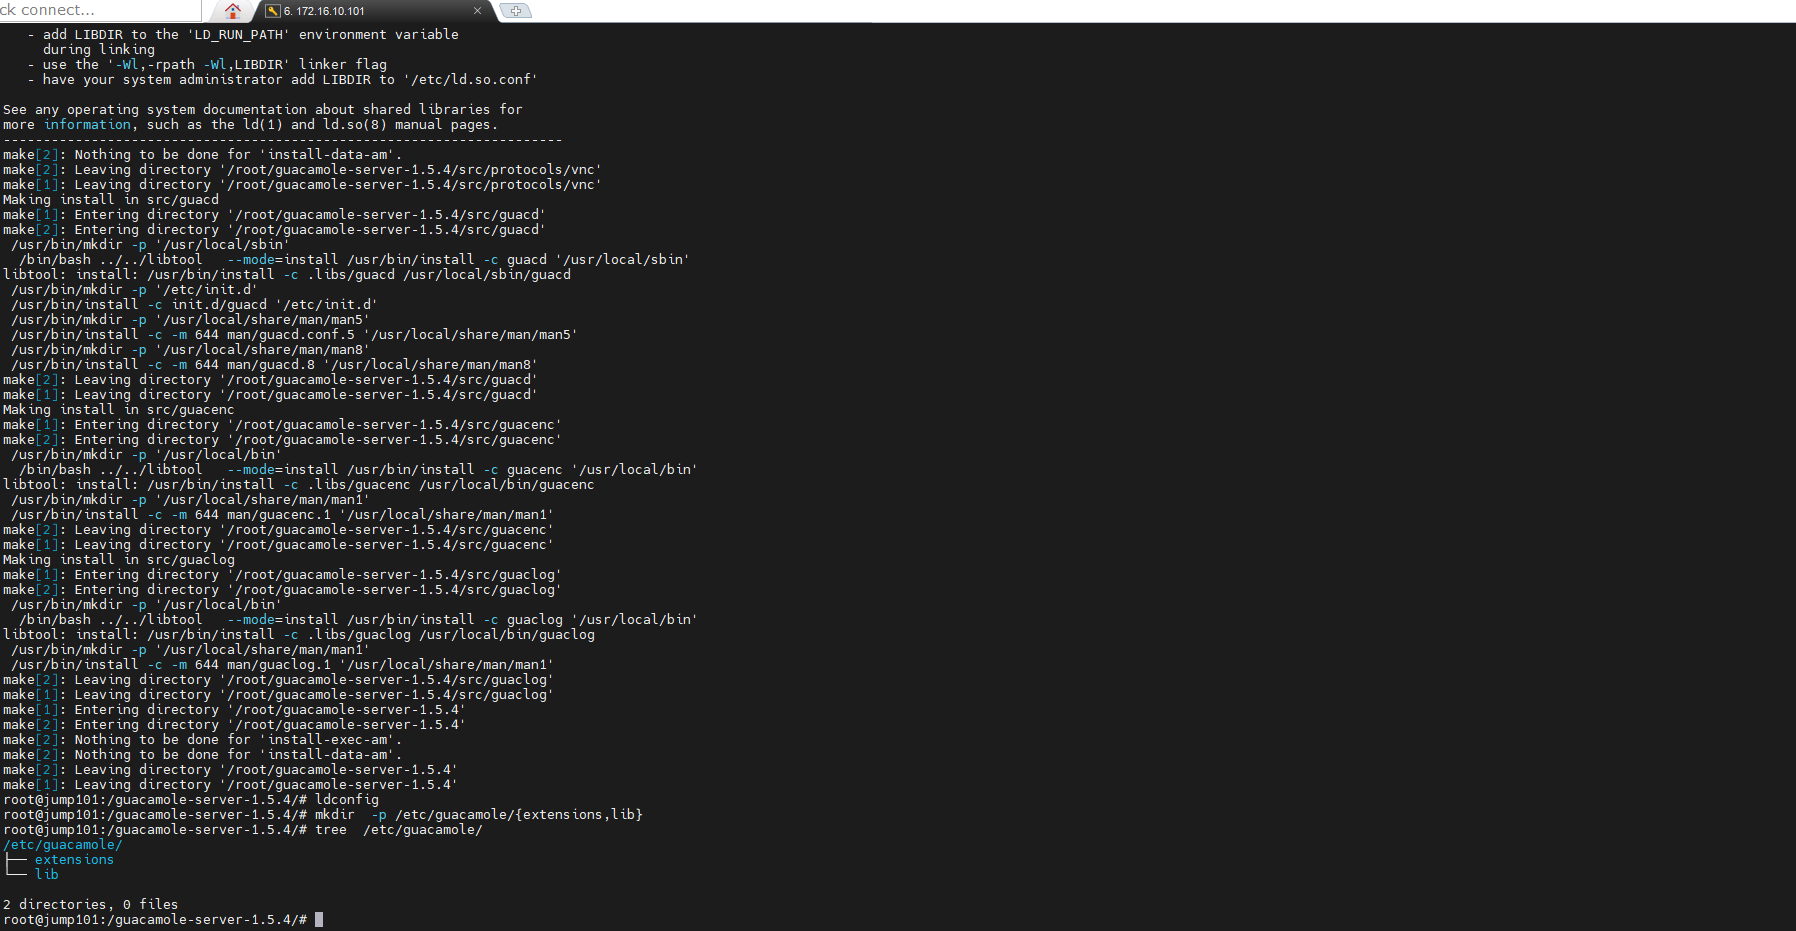 ck connect...
6. 172.16.10.101
   - add LIBDIR to the 'LD_RUN_PATH' environment variable
     during linking
   - use the '-Wl,-rpath -Wl,LIBDIR' linker flag
   - have your system administrator add LIBDIR to '/etc/ld.so.conf'

See any operating system documentation about shared libraries for
more information, such as the ld(1) and ld.so(8) manual pages.
----------------------------------------------------------------------
make[2]: Nothing to be done for 'install-data-am'.
make[2]: Leaving directory '/root/guacamole-server-1.5.4/src/protocols/vnc'
make[1]: Leaving directory '/root/guacamole-server-1.5.4/src/protocols/vnc'
Making install in src/guacd
make[1]: Entering directory '/root/guacamole-server-1.5.4/src/guacd'
make[2]: Entering directory '/root/guacamole-server-1.5.4/src/guacd'
 /usr/bin/mkdir -p '/usr/local/sbin'
  /bin/bash ../../libtool   --mode=install /usr/bin/install -c guacd '/usr/local/sbin'
libtool: install: /usr/bin/install -c .libs/guacd /usr/local/sbin/guacd
 /usr/bin/mkdir -p '/etc/init.d'
 /usr/bin/install -c init.d/guacd '/etc/init.d'
 /usr/bin/mkdir -p '/usr/local/share/man/man5'
 /usr/bin/install -c -m 644 man/guacd.conf.5 '/usr/local/share/man/man5'
 /usr/bin/mkdir -p '/usr/local/share/man/man8'
 /usr/bin/install -c -m 644 man/guacd.8 '/usr/local/share/man/man8'
make[2]: Leaving directory '/root/guacamole-server-1.5.4/src/guacd'
make[1]: Leaving directory '/root/guacamole-server-1.5.4/src/guacd'
Making install in src/guacenc
make[1]: Entering directory '/root/guacamole-server-1.5.4/src/guacenc'
make[2]: Entering directory '/root/guacamole-server-1.5.4/src/guacenc'
 /usr/bin/mkdir -p '/usr/local/bin'
  /bin/bash ../../libtool   --mode=install /usr/bin/install -c guacenc '/usr/local/bin'
libtool: install: /usr/bin/install -c .libs/guacenc /usr/local/bin/guacenc
 /usr/bin/mkdir -p '/usr/local/share/man/man1'
 /usr/bin/install -c -m 644 man/guacenc.1 '/usr/local/share/man/man1'
make[2]: Leaving directory '/root/guacamole-server-1.5.4/src/guacenc'
make[1]: Leaving directory '/root/guacamole-server-1.5.4/src/guacenc'
Making install in src/guaclog
make[1]: Entering directory '/root/guacamole-server-1.5.4/src/guaclog'
make[2]: Entering directory '/root/guacamole-server-1.5.4/src/guaclog'
 /usr/bin/mkdir -p '/usr/local/bin'
  /bin/bash ../../libtool   --mode=install /usr/bin/install -c guaclog '/usr/local/bin'
libtool: install: /usr/bin/install -c .libs/guaclog /usr/local/bin/guaclog
 /usr/bin/mkdir -p '/usr/local/share/man/man1'
 /usr/bin/install -c -m 644 man/guaclog.1 '/usr/local/share/man/man1'
make[2]: Leaving directory '/root/guacamole-server-1.5.4/src/guaclog'
make[1]: Leaving directory '/root/guacamole-server-1.5.4/src/guaclog'
make[1]: Entering directory '/root/guacamole-server-1.5.4'
make[2]: Entering directory '/root/guacamole-server-1.5.4'
make[2]: Nothing to be done for 'install-exec-am'.
make[2]: Nothing to be done for 'install-data-am'.
make[2]: Leaving directory '/root/guacamole-server-1.5.4'
make[1]: Leaving directory '/root/guacamole-server-1.5.4'
root@jump101:/guacamole-server-1.5.4/# ldconfig
root@jump101:/guacamole-server-1.5.4/# mkdir  -p /etc/guacamole/{extensions,lib}
root@jump101:/guacamole-server-1.5.4/# tree  /etc/guacamole/
/etc/guacamole/
├── extensions
└── lib

2 directories, 0 files
root@jump101:/guacamole-server-1.5.4/#